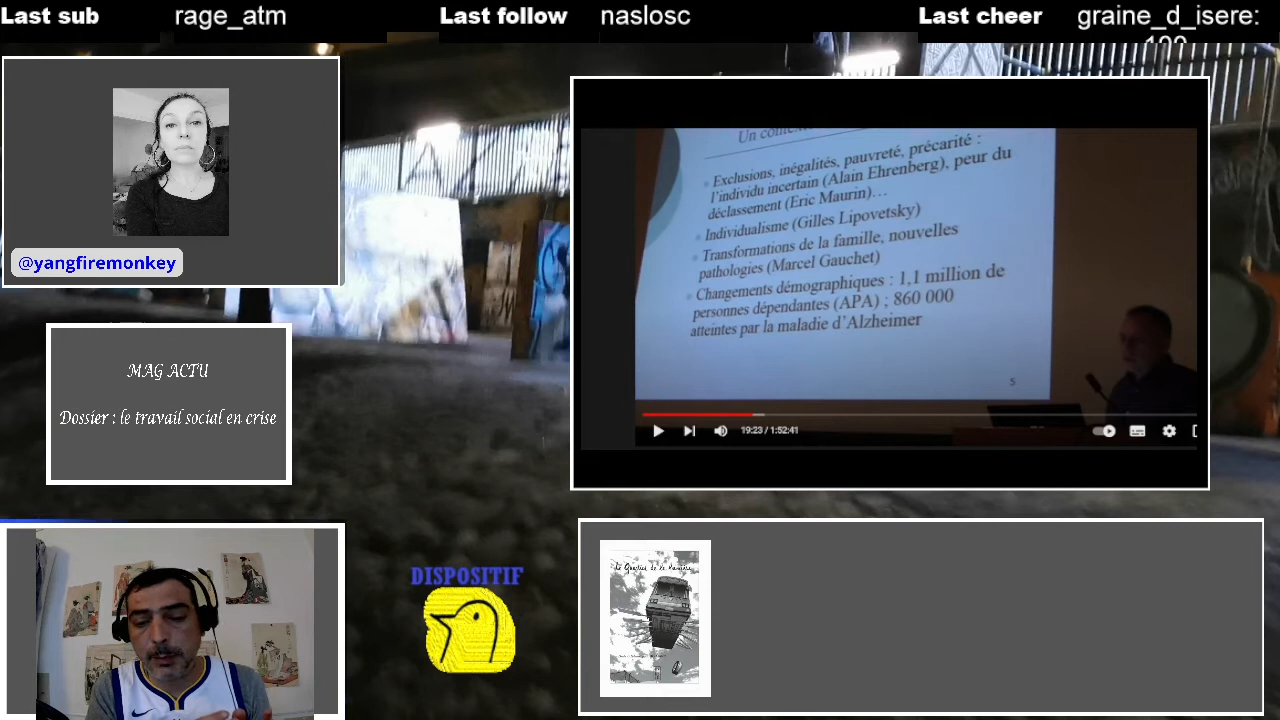 Last sub
rage_atm
Last follow
naslosc
Last cheer
graine_d_isere:
100
@yangfiremonkey
MAG ACTU
Dossier : le travail social en crise
Exclusions, inégalités, pauvreté, précarité :
l'individu incertain (Alain Ehrenberg), peur du
déclassement (Eric Maurin)…
Individualisme (Gilles Lipovetsky)
Transformations de la famille, nouvelles
pathologies (Marcel Gauchet)
Changements démographiques : 1,1 million de
personnes dépendantes (APA) ; 860 000
atteintes par la maladie d'Alzheimer
5
19:23 / 1:52:41
DISPOSITIF